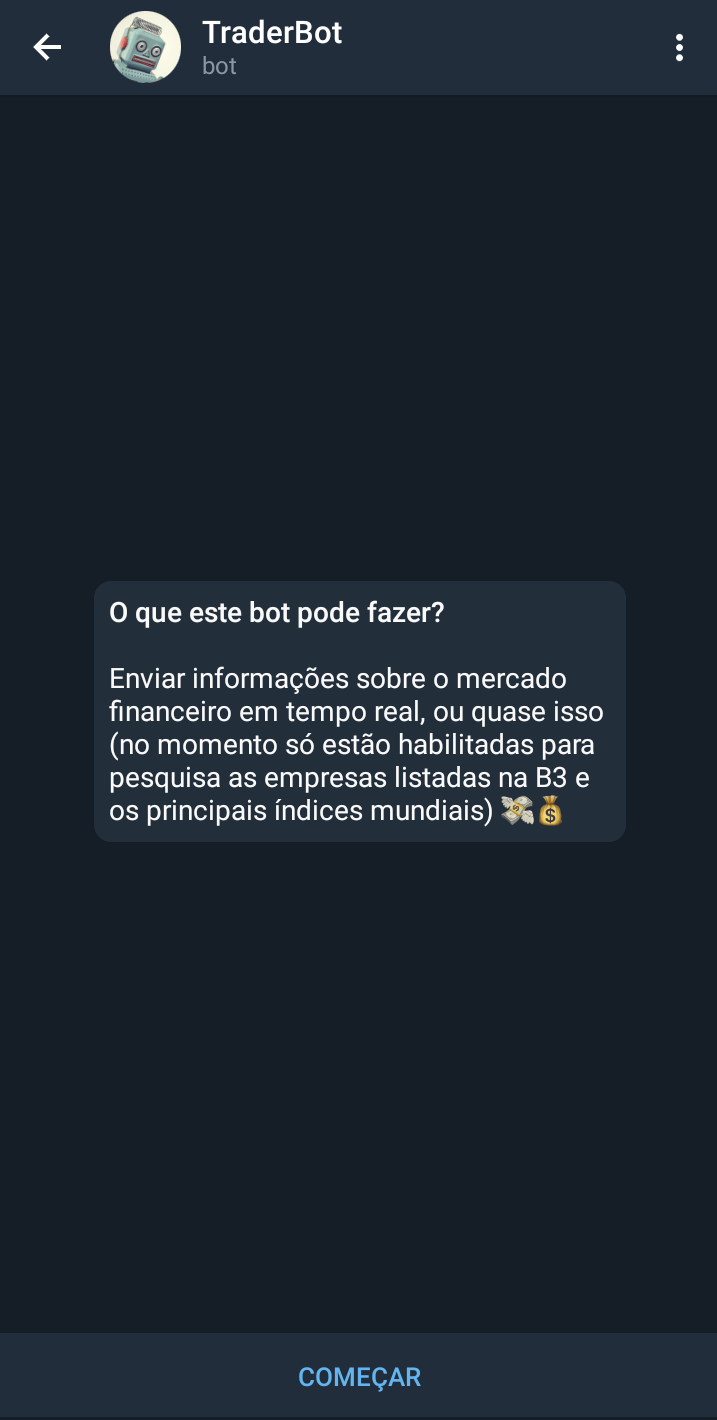 TraderBot
bot
O que este bot pode fazer?
Enviar informações sobre o mercado
financeiro em tempo real, ou quase isso
(no momento só estão habilitadas para
pesquisa as empresas listadas na B3 e
os principais índices mundiais) 💸💰
COMEÇAR